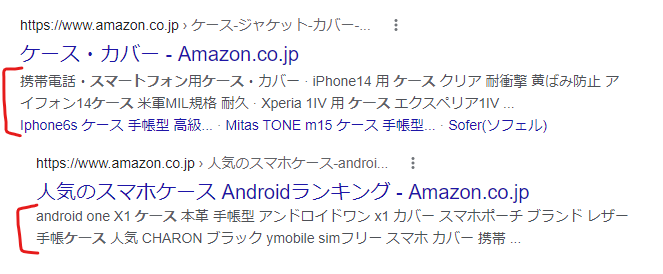 https://www.amazon.co.jp › ケース-ジャケット-カバー-...
ケース・カバー - Amazon.co.jp
携帯電話・スマートフォン用ケース・カバー · iPhone14 用 ケース クリア 耐衝撃 黄ばみ防止 ア
イフォン14ケース 米軍MIL規格 耐久 · Xperia 1IV 用 ケース エクスペリア1IV ...
Iphone6s ケース 手帳型 高級... · Mitas TONE m15 ケース 手帳型... · Sofer(ソフェル)
https://www.amazon.co.jp › 人気のスマホケース-androi...
人気のスマホケース Androidランキング - Amazon.co.jp
android one X1 ケース 本革 手帳型 アンドロイドワン x1 カバー スマホポーチ ブランド レザー
手帳ケース 人気 CHARON ブラック ymobile simフリー スマホ カバー 携帯 ...